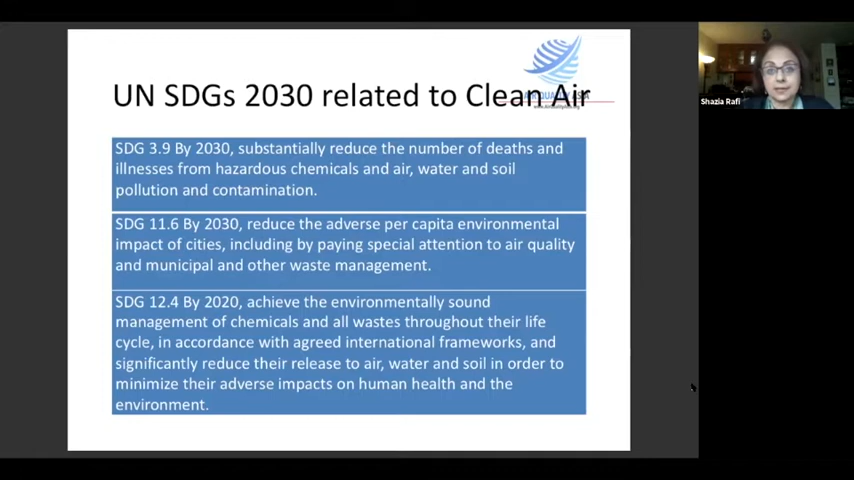 UN SDGs 2030 related to Clean Air
SDG 3.9 By 2030, substantially reduce the number of deaths and
illnesses from hazardous chemicals and air, water and soil
pollution and contamination.
SDG 11.6 By 2030, reduce the adverse per capita environmental
impact of cities, including by paying special attention to air quality
and municipal and other waste management.
SDG 12.4 By 2020, achieve the environmentally sound
management of chemicals and all wastes throughout their life
cycle, in accordance with agreed international frameworks, and
significantly reduce their release to air, water and soil in order to
minimize their adverse impacts on human health and the
environment.
Shazia Rafi